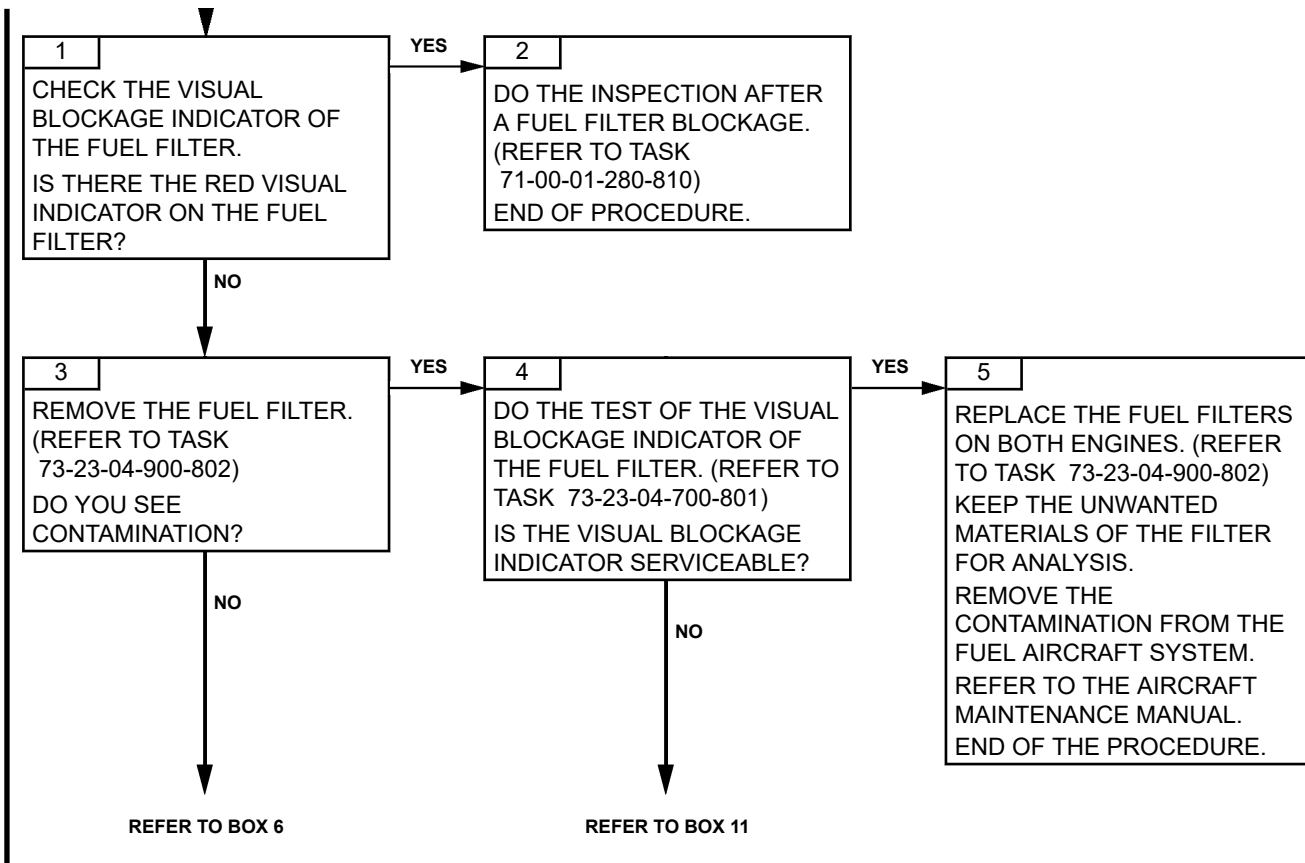 1
CHECK THE VISUAL
BLOCKAGE INDICATOR OF
THE FUEL FILTER.
IS THERE THE RED VISUAL
INDICATOR ON THE FUEL
FILTER?
YES
2
DO THE INSPECTION AFTER
A FUEL FILTER BLOCKAGE.
(REFER TO TASK
71-00-01-280-810)
END OF PROCEDURE.
NO
3
REMOVE THE FUEL FILTER.
(REFER TO TASK
73-23-04-900-802)
DO YOU SEE
CONTAMINATION?
YES
4
DO THE TEST OF THE VISUAL
BLOCKAGE INDICATOR OF
THE FUEL FILTER. (REFER TO
TASK 73-23-04-700-801)
IS THE VISUAL BLOCKAGE
INDICATOR SERVICEABLE?
YES
5
REPLACE THE FUEL FILTERS
ON BOTH ENGINES. (REFER
TO TASK 73-23-04-900-802)
KEEP THE UNWANTED
MATERIALS OF THE FILTER
FOR ANALYSIS.
REMOVE THE
CONTAMINATION FROM THE
FUEL AIRCRAFT SYSTEM.
REFER TO THE AIRCRAFT
MAINTENANCE MANUAL.
END OF THE PROCEDURE.
NO
NO
REFER TO BOX 6
REFER TO BOX 11